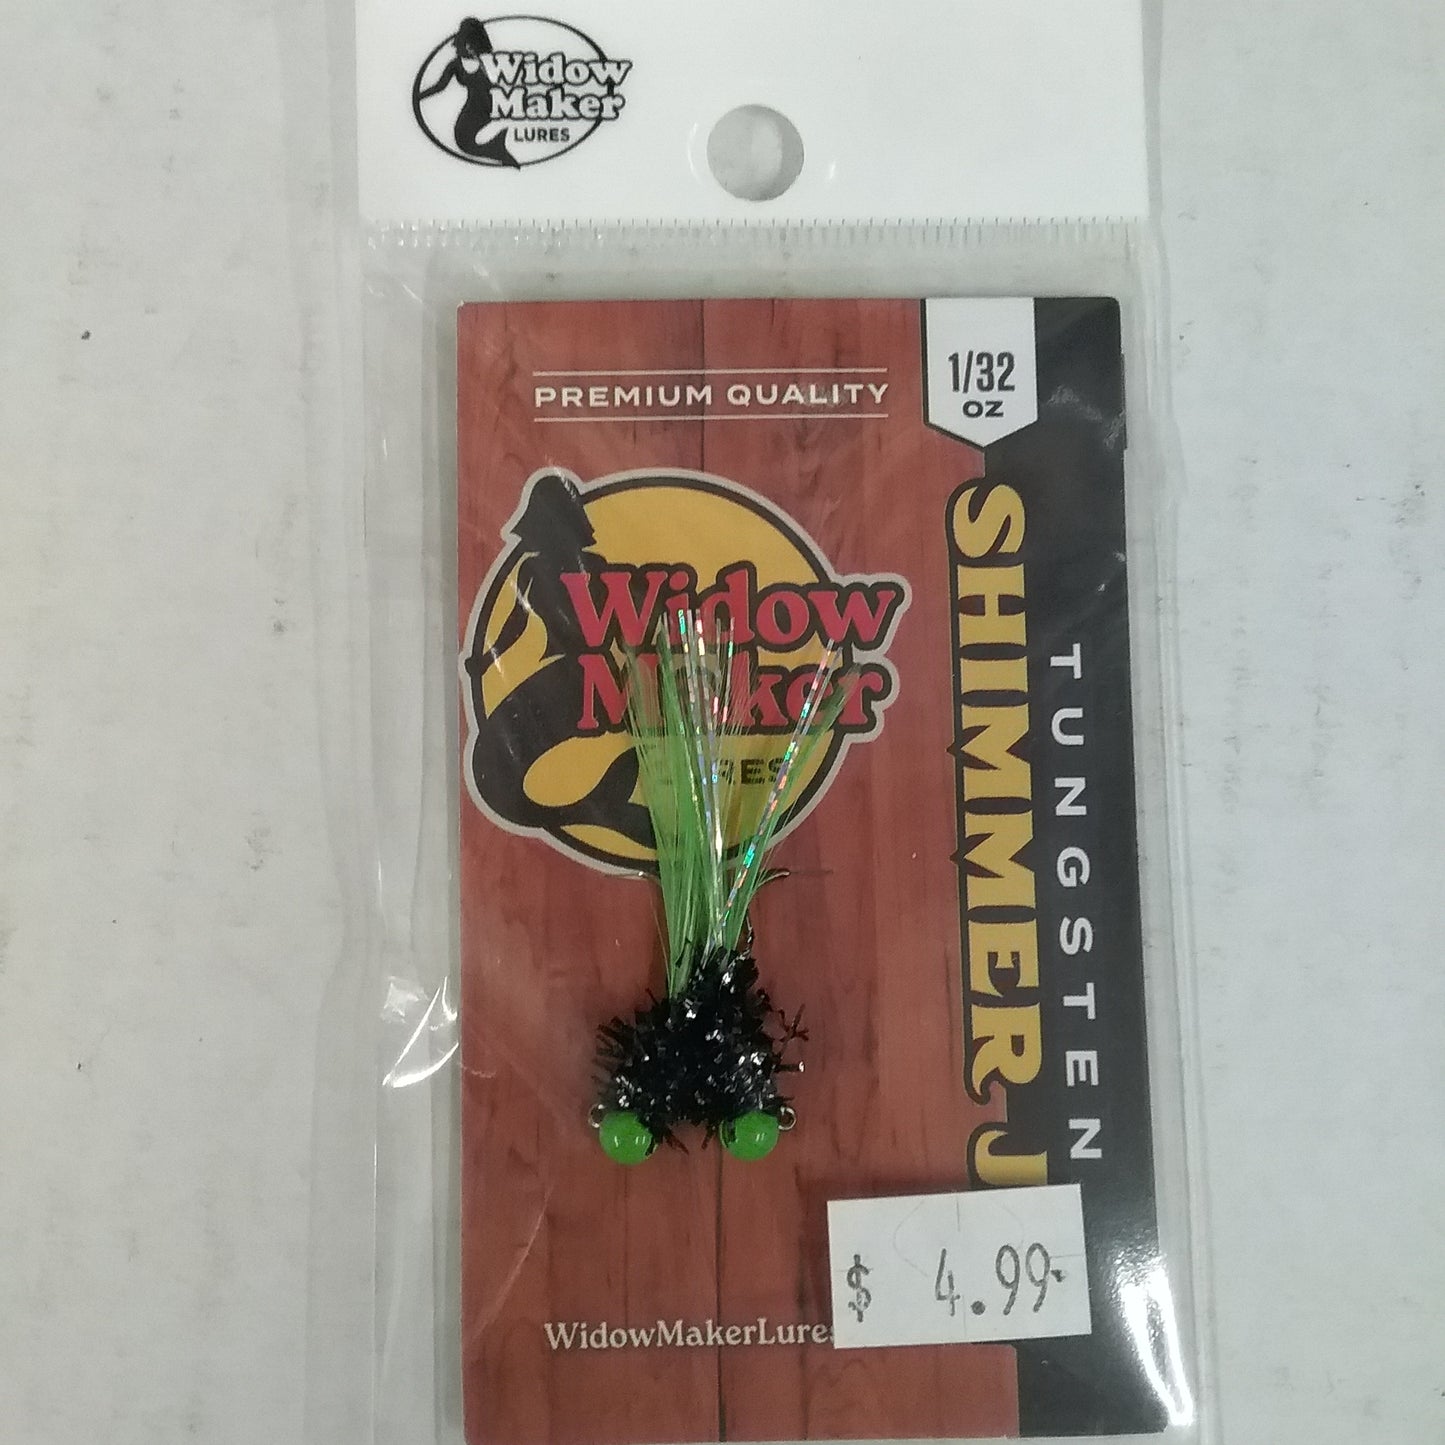 Widow
Maker
LURES
PREMIUM QUALITY
1/32
OZ
Widow
Maker
SHIMMER J
TUNGSTEN
$ 4.99
WidowMakerLures